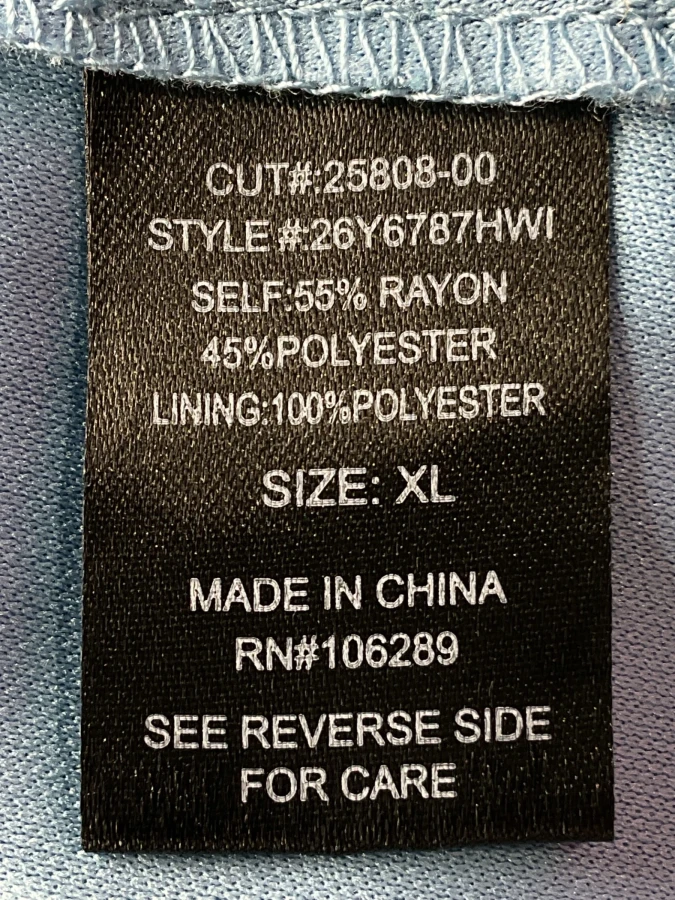 CUT#:25808-00
STYLE#:26Y6787HWI
SELF:55% RAYON
45%POLYESTER
LINING:100%POLYESTER
SIZE: XL
MADE IN CHINA
RN#106289
SEE REVERSE SIDE
FOR CARE